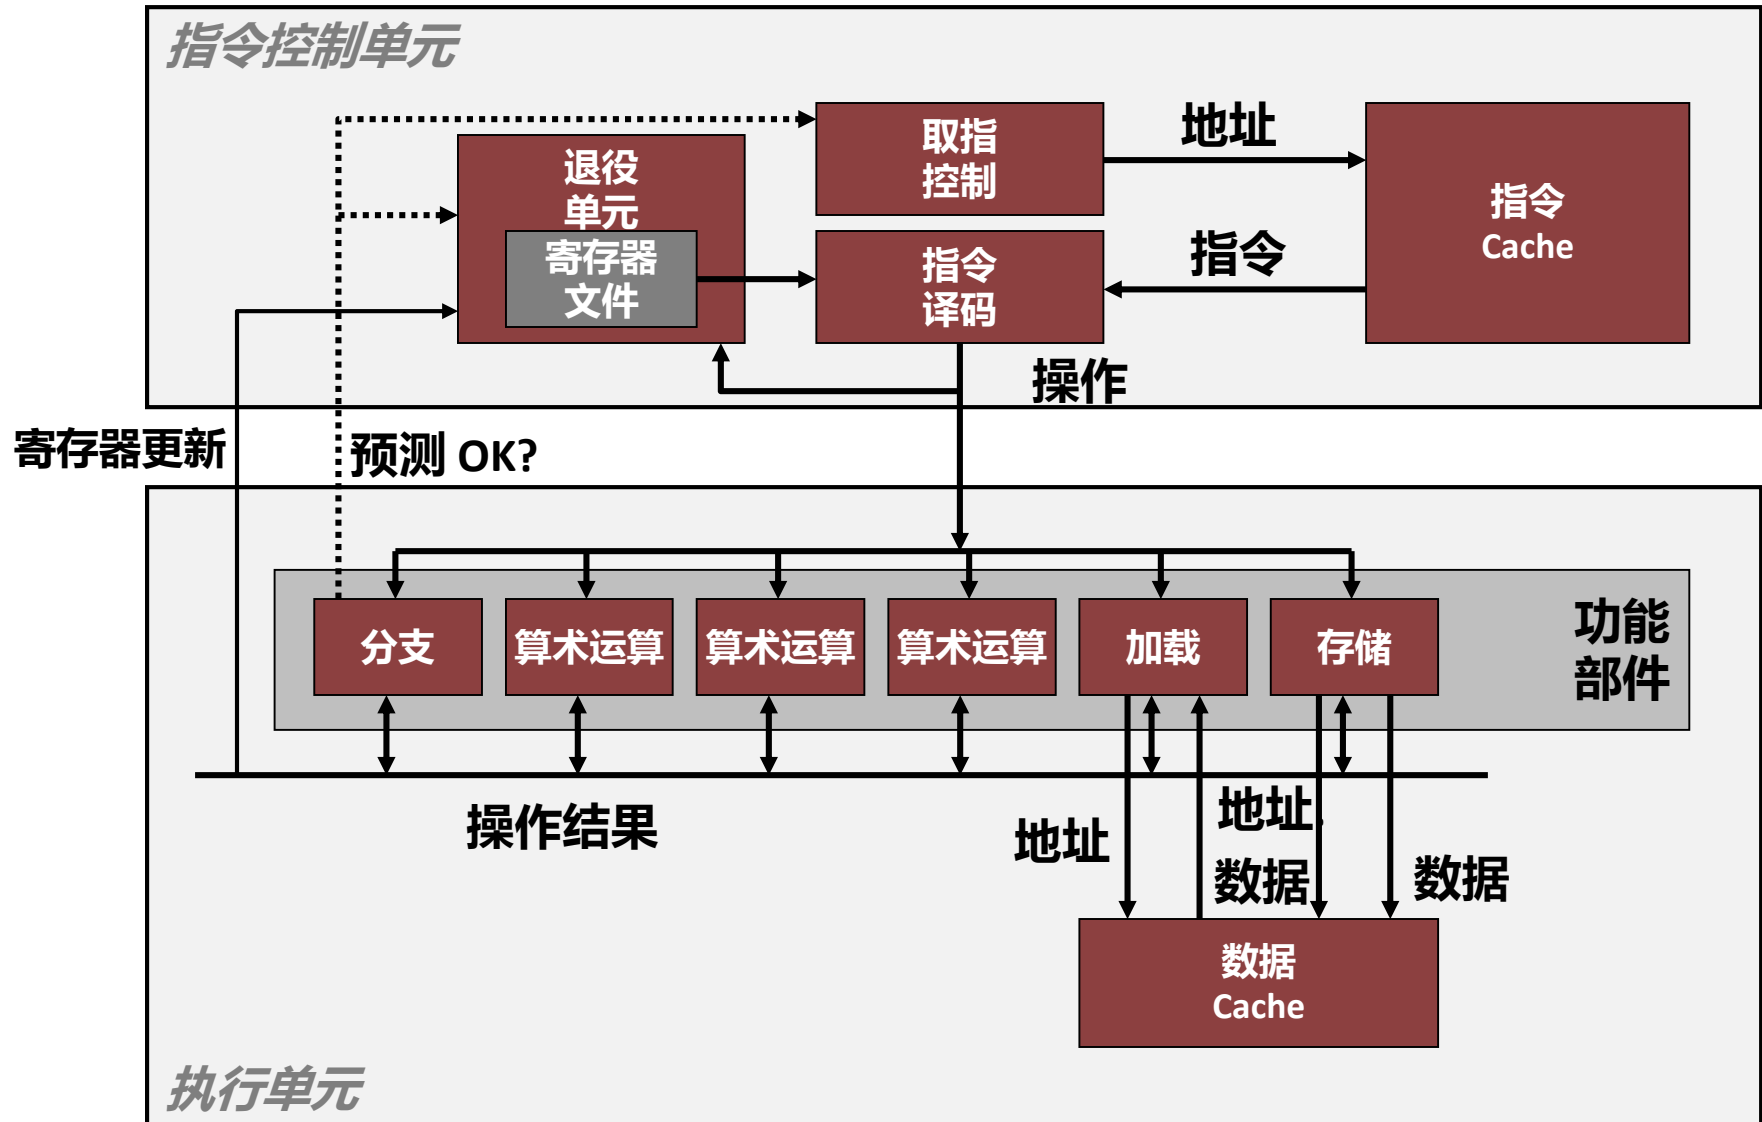 指令控制单元
取指
控制
地址
指令
Cache
退役
单元
寄存器
文件
指令
译码
指令
操作
寄存器更新
预测 OK?
分支
算术运算
算术运算
算术运算
加载
存储
功能
部件
操作结果
地址
地址.
数据
数据
数据
Cache
执行单元